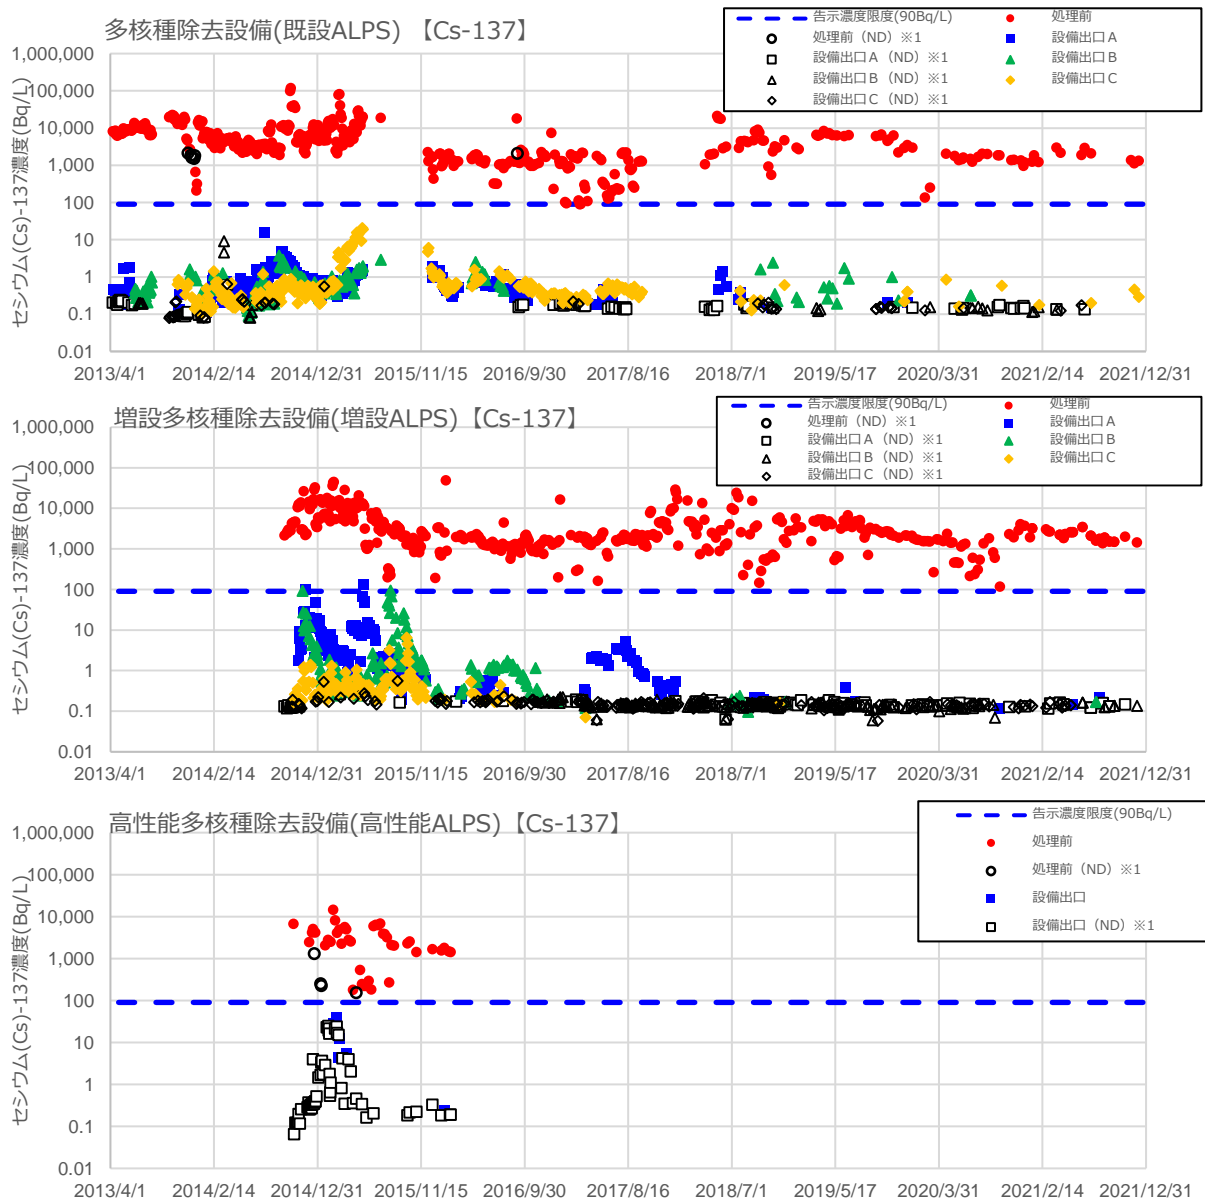 多核種除去設備(既設ALPS) 【Cs-137】
告示濃度限度(90Bq/L)
処理前
処理前（ND）※1
設備出口A
設備出口A（ND）※1
設備出口B
設備出口B（ND）※1
設備出口C
設備出口C（ND）※1
セシウム(Cs)-137濃度(Bq/L)
1,000,000
100,000
10,000
1,000
100
10
1
0.1
0.01
2013/4/1 2014/2/14 2014/12/31 2015/11/15 2016/9/30 2017/8/16 2018/7/1 2019/5/17 2020/3/31 2021/2/14 2021/12/31
増設多核種除去設備(増設ALPS)【Cs-137】
告示濃度限度(90Bq/L)
処理前
処理前（ND）※1
設備出口A
設備出口A（ND）※1
設備出口B
設備出口B（ND）※1
設備出口C
設備出口C（ND）※1
セシウム(Cs)-137濃度(Bq/L)
1,000,000
100,000
10,000
1,000
100
10
1
0.1
0.01
2013/4/1 2014/2/14 2014/12/31 2015/11/15 2016/9/30 2017/8/16 2018/7/1 2019/5/17 2020/3/31 2021/2/14 2021/12/31
高性能多核種除去設備(高性能ALPS)【Cs-137】
告示濃度限度(90Bq/L)
処理前
処理前（ND）※1
設備出口
設備出口（ND）※1
セシウム(Cs)-137濃度(Bq/L)
1,000,000
100,000
10,000
1,000
100
10
1
0.1
0.01
2013/4/1 2014/2/14 2014/12/31 2015/11/15 2016/9/30 2017/8/16 2018/7/1 2019/5/17 2020/3/31 2021/2/14 2021/12/31